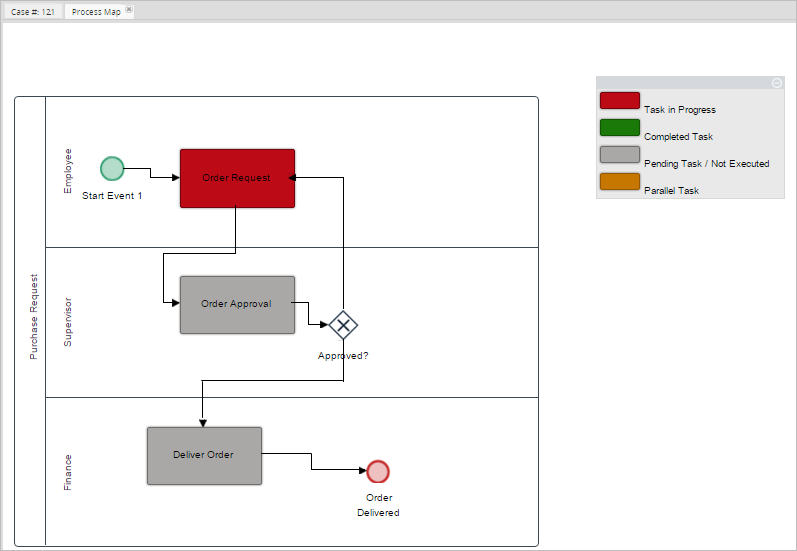 Case #: 121
Process Map
Task in Progress
Completed Task
Pending Task / Not Executed
Parallel Task
Purchase Request
Employee
Start Event 1
Order Request
Supervisor
Order Approval
Approved?
Finance
Deliver Order
Order
Delivered